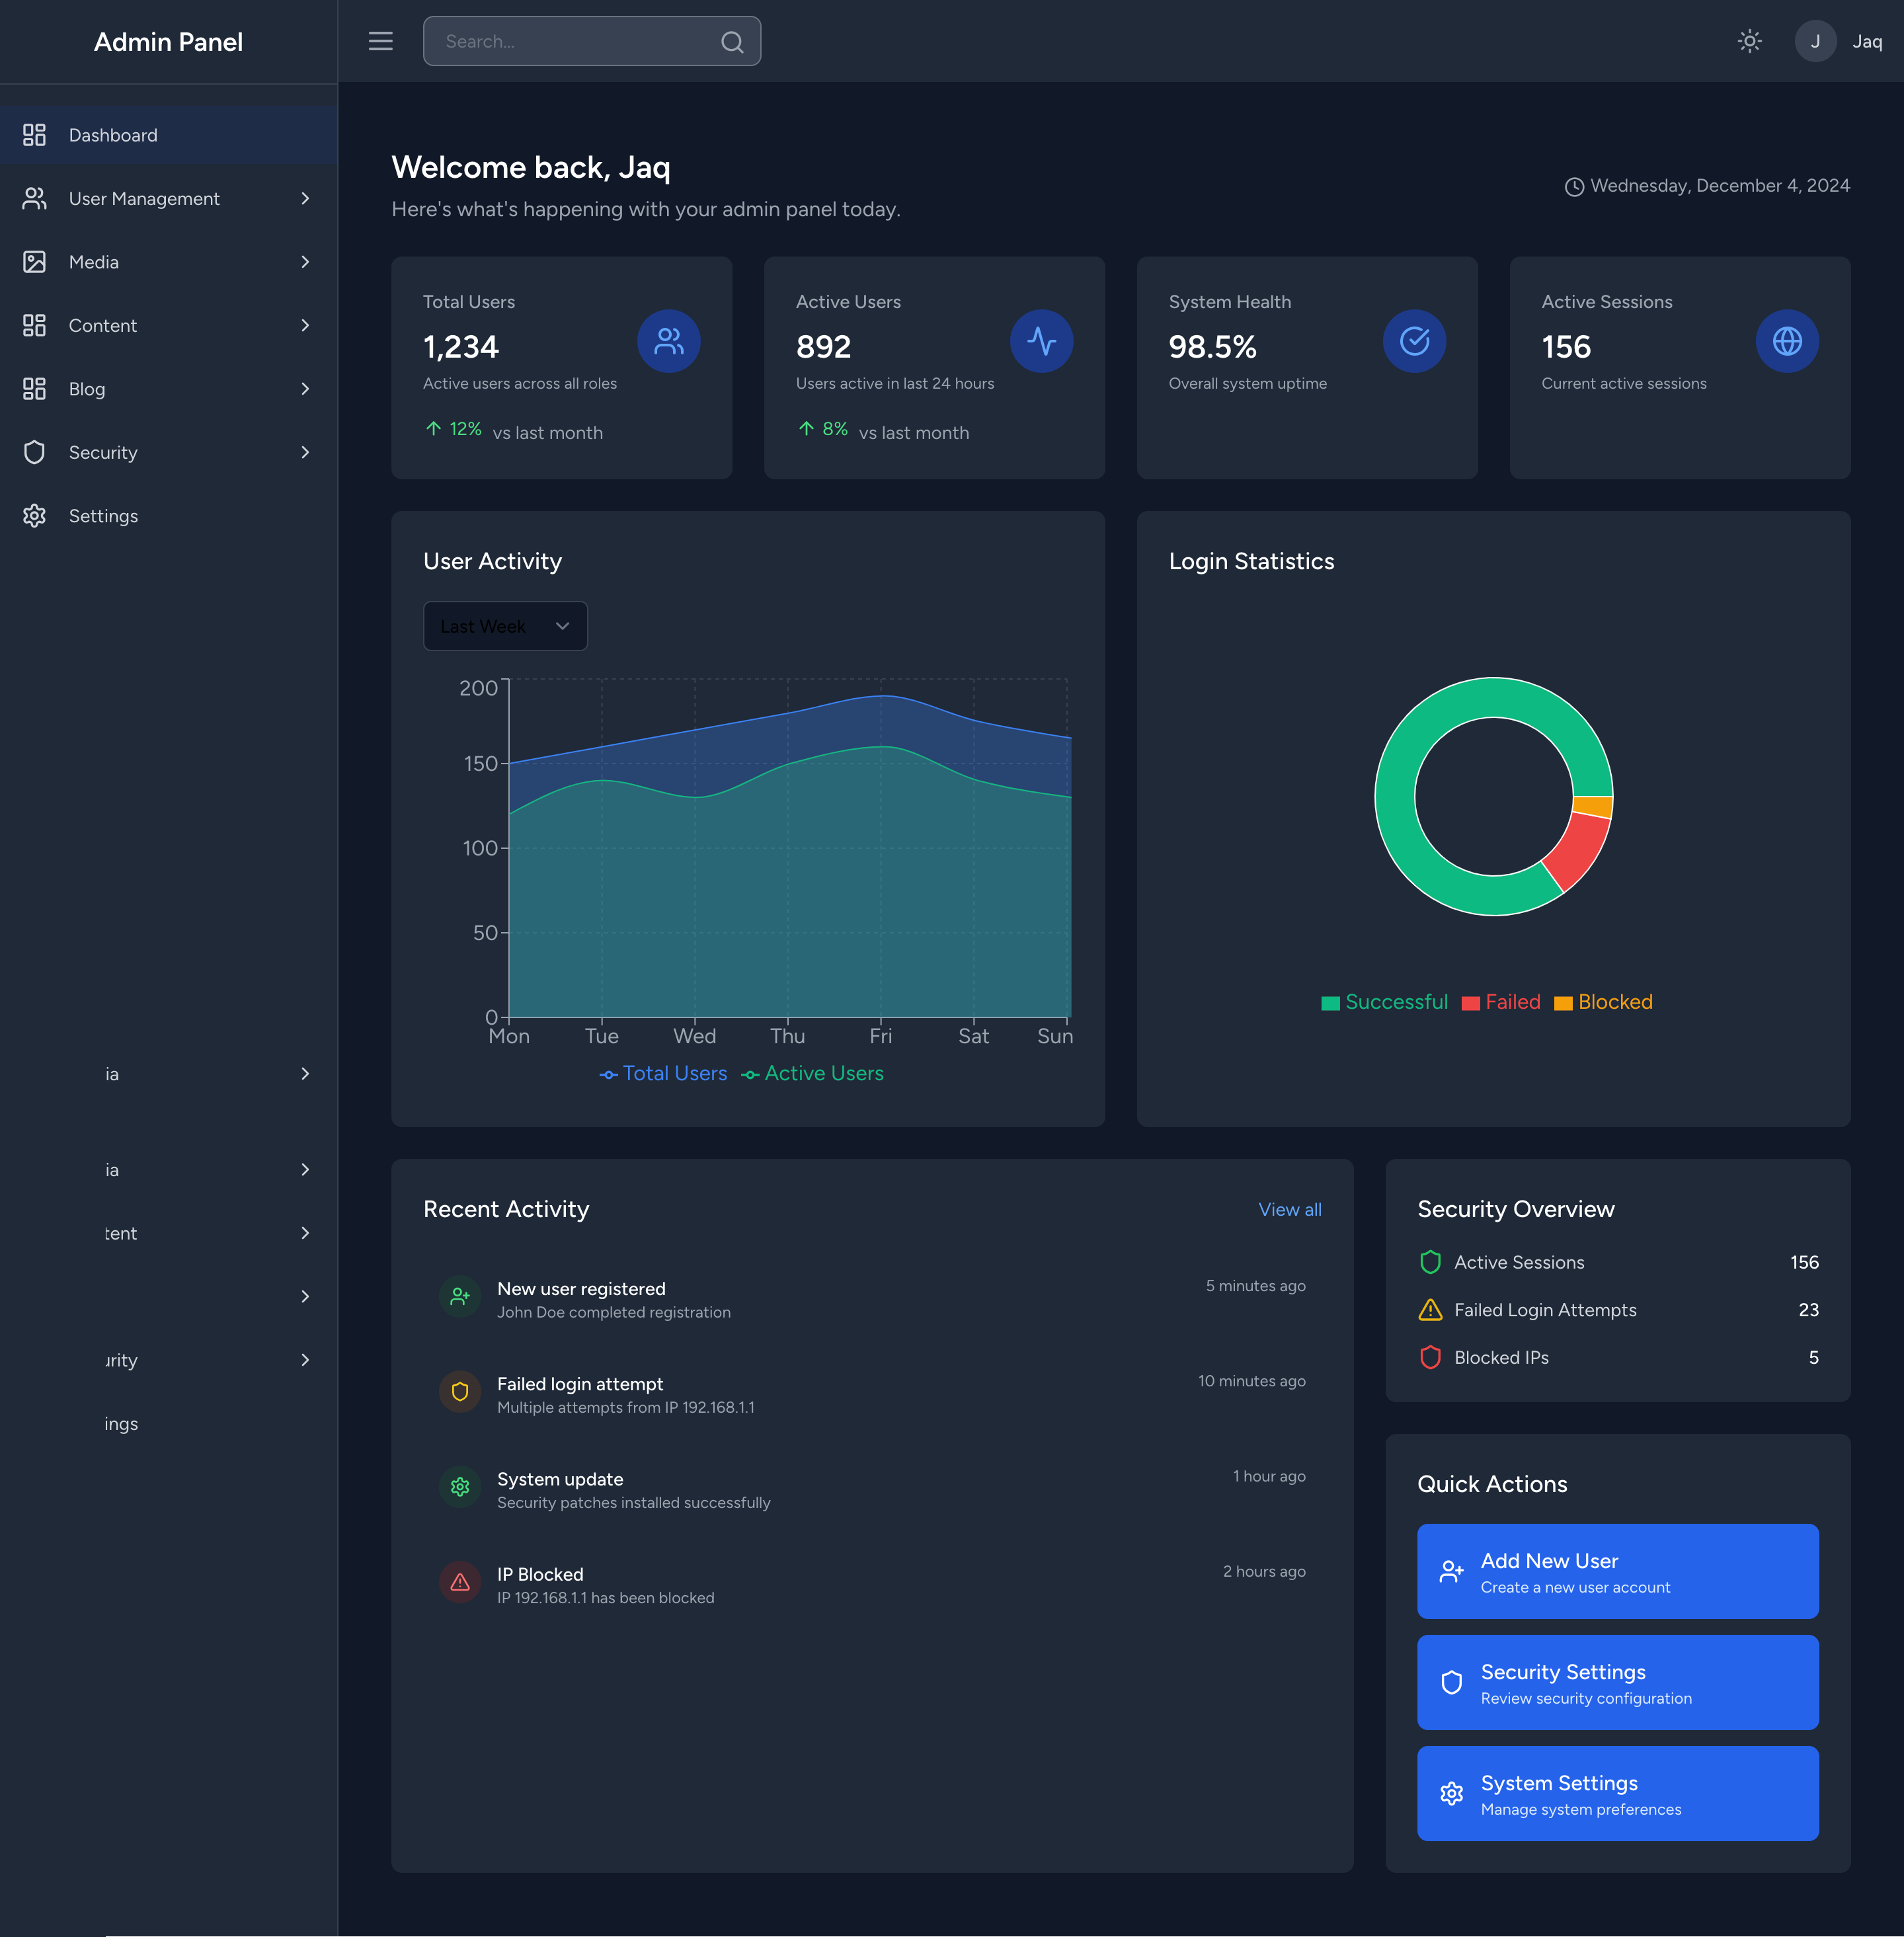 Admin Panel
Search...
J
Jaq
Dashboard
User Management
Media
Content
Blog
Security
Settings
ia
ia
tent
urity
ings
Welcome back, Jaq
Here's what's happening with your admin panel today.
Wednesday, December 4, 2024
Total Users
1,234
Active users across all roles
12% vs last month
Active Users
892
Users active in last 24 hours
8% vs last month
System Health
98.5%
Overall system uptime
Active Sessions
156
Current active sessions
User Activity
Last Week
200
150
100
50
0
Mon Tue Wed Thu Fri Sat Sun
Total Users Active Users
Login Statistics
Successful Failed Blocked
Recent Activity
View all
New user registered
5 minutes ago
John Doe completed registration
Failed login attempt
10 minutes ago
Multiple attempts from IP 192.168.1.1
System update
1 hour ago
Security patches installed successfully
IP Blocked
2 hours ago
IP 192.168.1.1 has been blocked
Security Overview
Active Sessions 156
Failed Login Attempts 23
Blocked IPs 5
Quick Actions
Add New User
Create a new user account
Security Settings
Review security configuration
System Settings
Manage system preferences